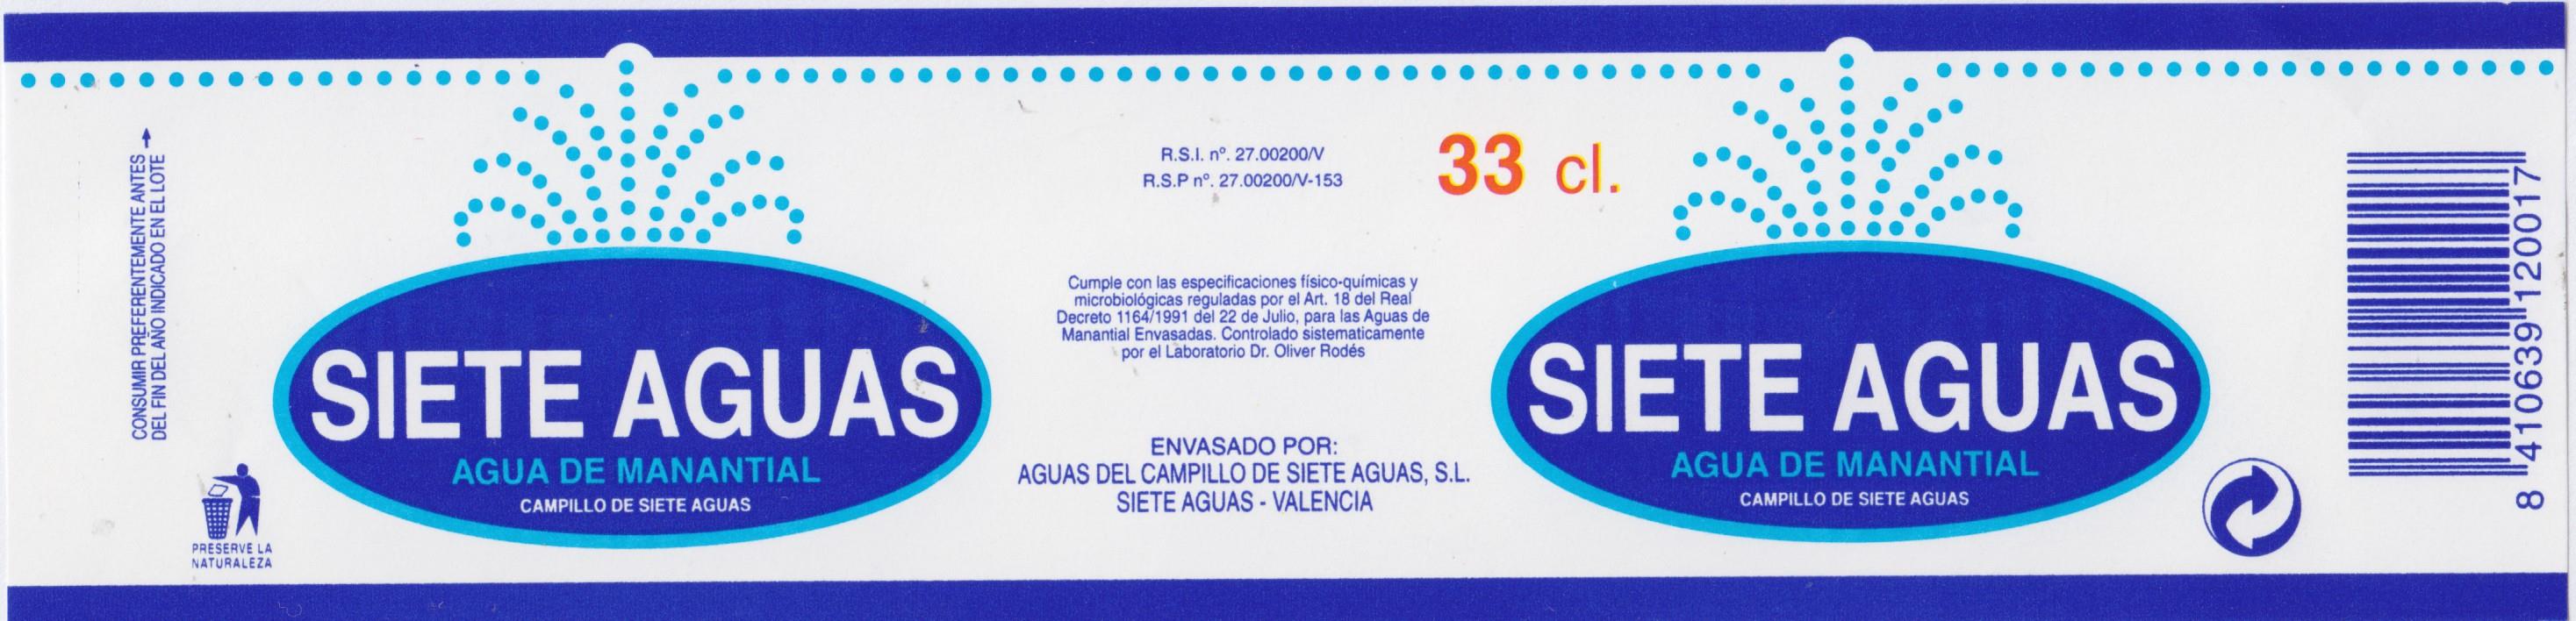 CONSUMIR PREFERENTEMENTE ANTES
DEL FIN DEL AÑO INDICADO EN EL LOTE
PRESERVE LA
NATURALEZA
SIETE AGUAS
AGUA DE MANANTIAL
CAMPILLO DE SIETE AGUAS
R.S.I. nº. 27.00200/V
R.S.P nº. 27.00200/V-153
33 cl.
Cumple con las especificaciones físico-químicas y
microbiológicas reguladas por el Art. 18 del Real
Decreto 1164/1991 del 22 de Julio, para las Aguas de
Manantial Envasadas. Controlado sistematicamente
por el Laboratorio Dr. Oliver Rodés
ENVASADO POR:
AGUAS DEL CAMPILLO DE SIETE AGUAS, S.L.
SIETE AGUAS - VALENCIA
SIETE AGUAS
AGUA DE MANANTIAL
CAMPILLO DE SIETE AGUAS
8 410639 120017